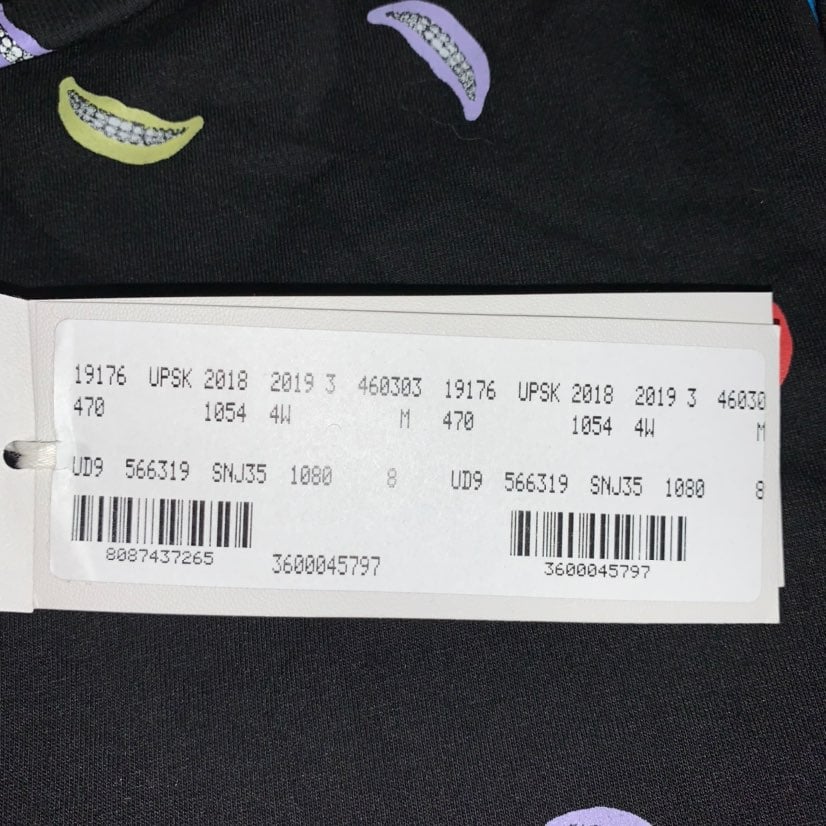 19176 UPSK 2018 2019 3 460303 19176 UPSK 2018 2019 3 46030
470 1054 4W M 470 1054 4W M
UD9 566319 SNJ35 1080 8 UD9 566319 SNJ35 1080 8
8087437265 3600045797 3600045797